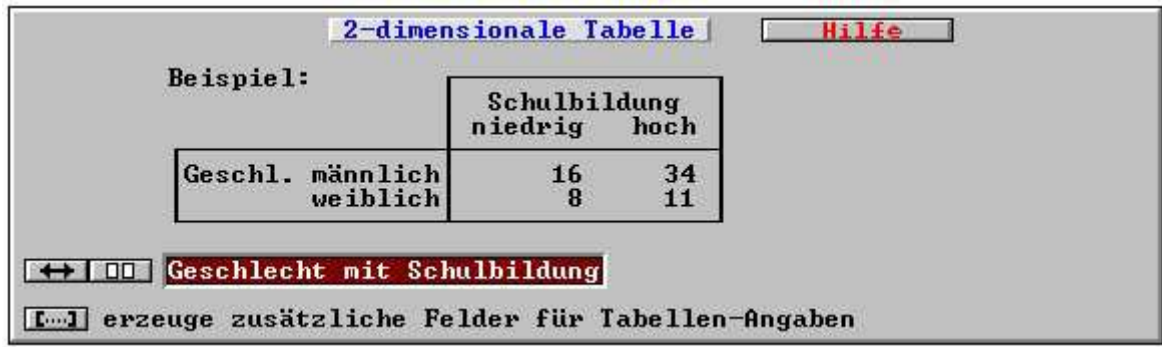 2-dimensionale Tabelle Hilfe
Beispiel:
Schulbildung
niedrig hoch
Geschl. männlich 16 34
weiblich 8 11
Geschlecht mit Schulbildung
[....] erzeuge zusätzliche Felder für Tabellen-Angaben